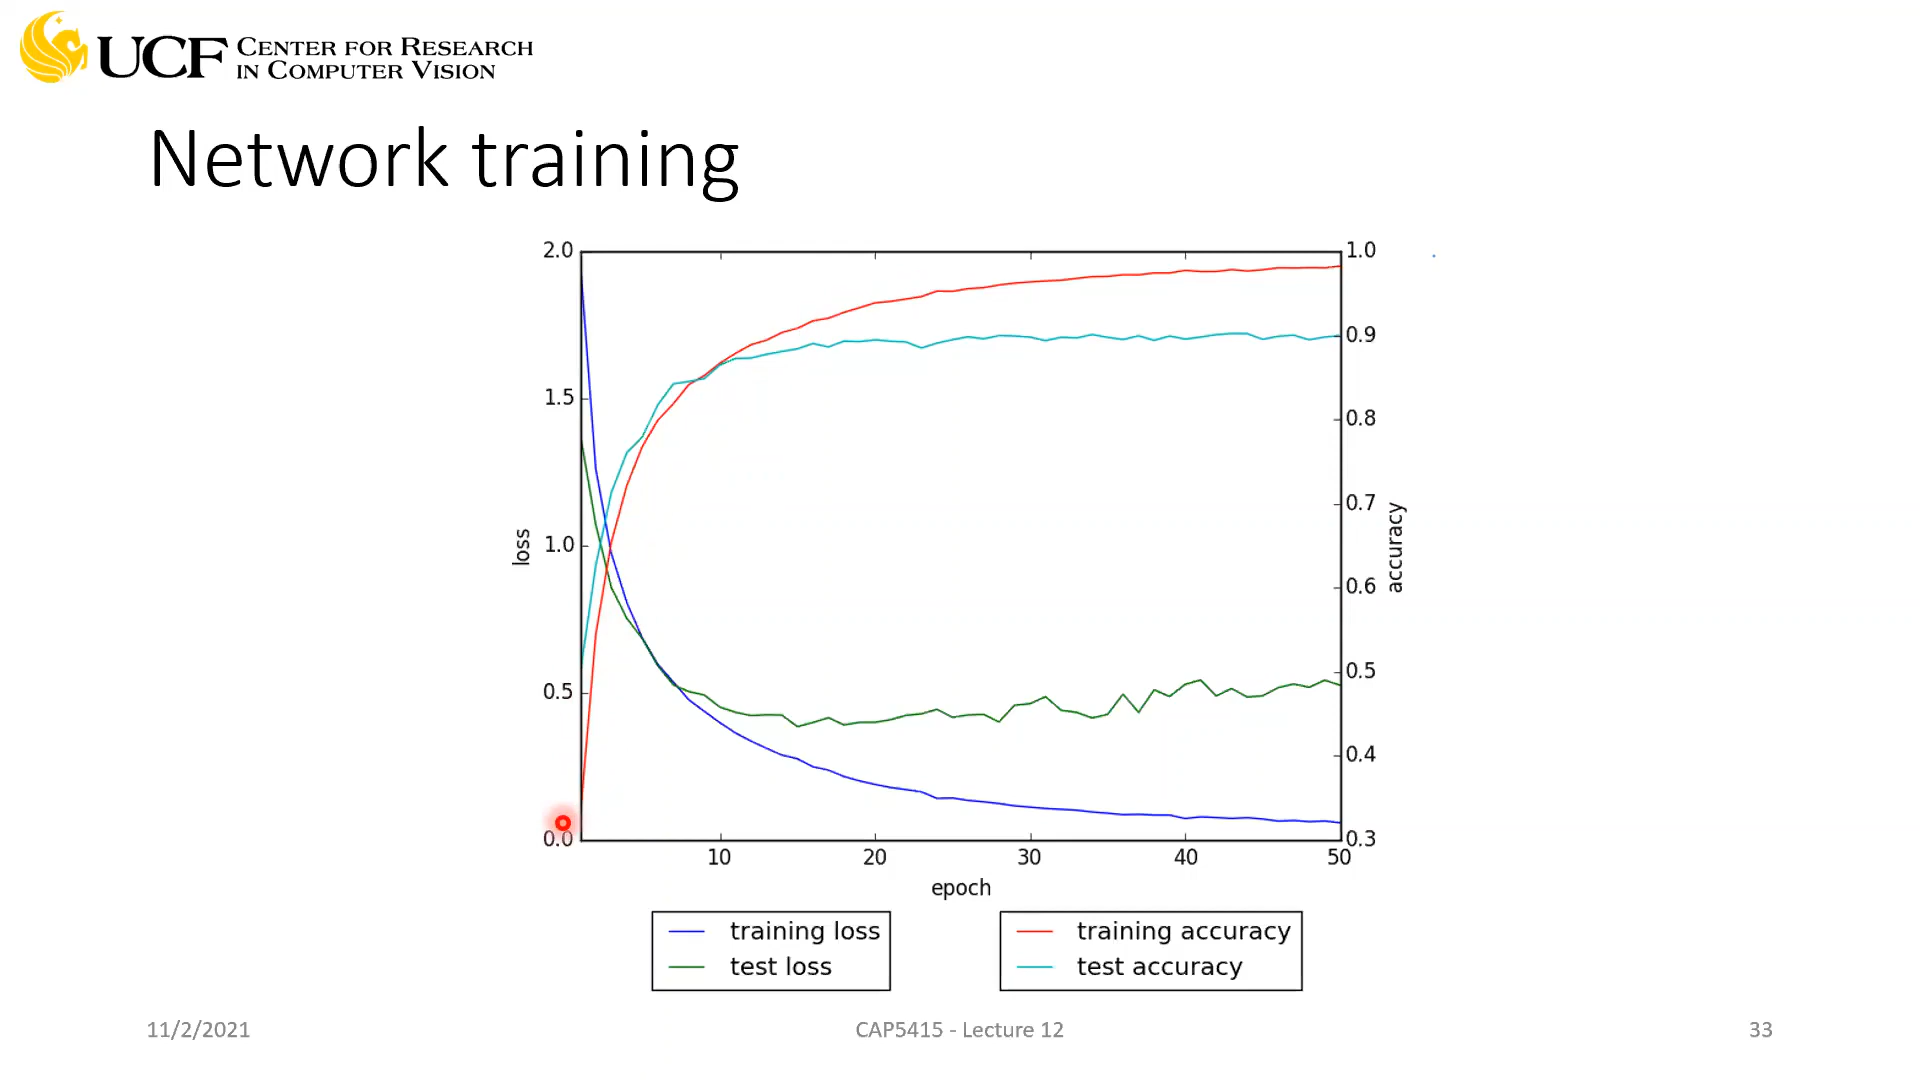 UCF CENTER FOR RESEARCH
IN COMPUTER VISION
Network training
2.0
1.5
1.0
0.5
0.0
loss
1.0
0.9
0.8
0.7
0.6
0.5
0.4
0.3
accuracy
10 20 30 40 50
epoch
training loss
test loss
training accuracy
test accuracy
11/2/2021 CAP5415 - Lecture 12 33